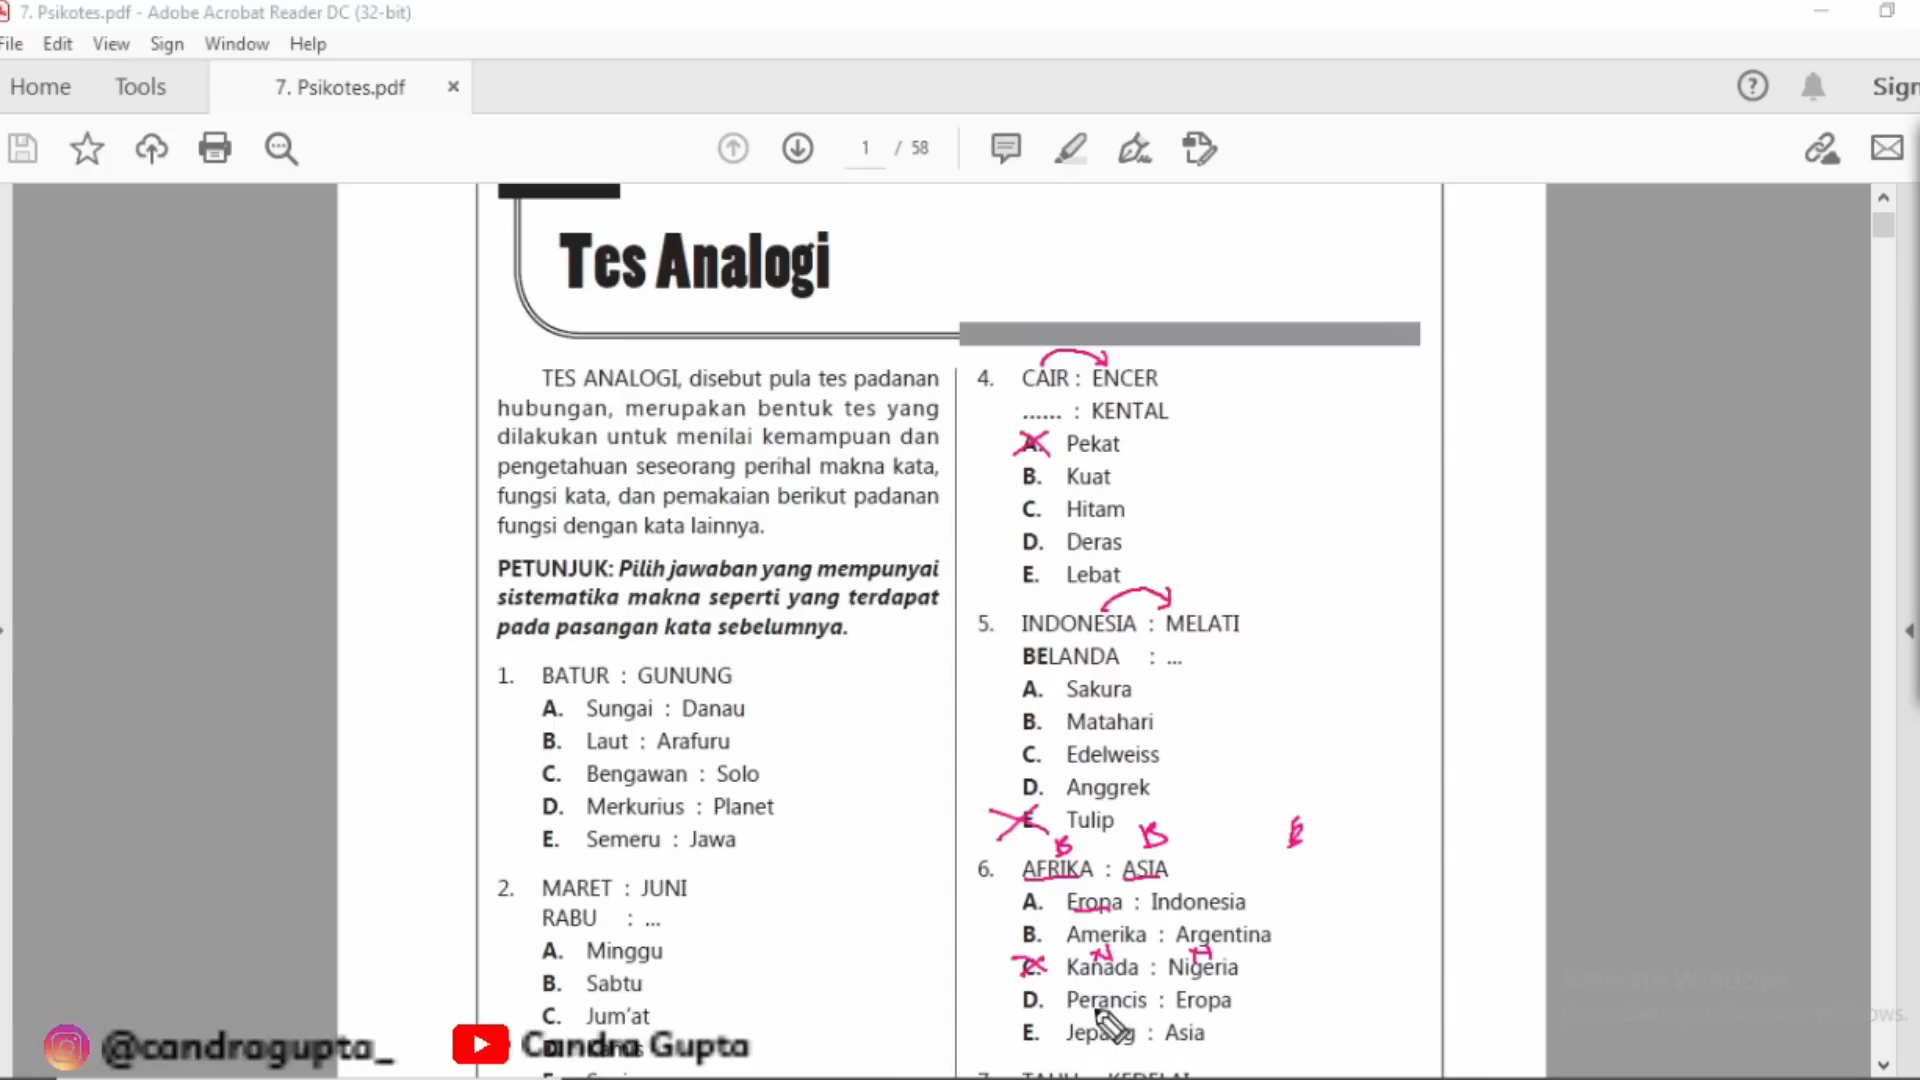 7. Psikotes.pdf - Adobe Acrobat Reader DC (32-bit)
File Edit View Sign Window Help
Home Tools 7. Psikotes.pdf × ? Sign
1 / 58
Tes Analogi
TES ANALOGI, disebut pula tes padanan
hubungan, merupakan bentuk tes yang
dilakukan untuk menilai kemampuan dan
pengetahuan seseorang perihal makna kata,
fungsi kata, dan pemakaian berikut padanan
fungsi dengan kata lainnya.
PETUNJUK: Pilih jawaban yang mempunyai
sistematika makna seperti yang terdapat
pada pasangan kata sebelumnya.
1. BATUR : GUNUNG
A. Sungai : Danau
B. Laut : Arafuru
C. Bengawan : Solo
D. Merkurius : Planet
E. Semeru : Jawa
2. MARET : JUNI
RABU : ...
A. Minggu
B. Sabtu
C. Jum'at
4. CAIR : ENCER
...... : KENTAL
A. Pekat
B. Kuat
C. Hitam
D. Deras
E. Lebat
5. INDONESIA : MELATI
BELANDA : ...
A. Sakura
B. Matahari
C. Edelweiss
D. Anggrek
E. Tulip
B B
6. AFRIKA : ASIA
A. Eropa : Indonesia
B. Amerika : Argentina
N N
C. Kanada : Nigeria
D. Perancis : Eropa
E. Jepang : Asia
@candragupta_ Candra Gupta